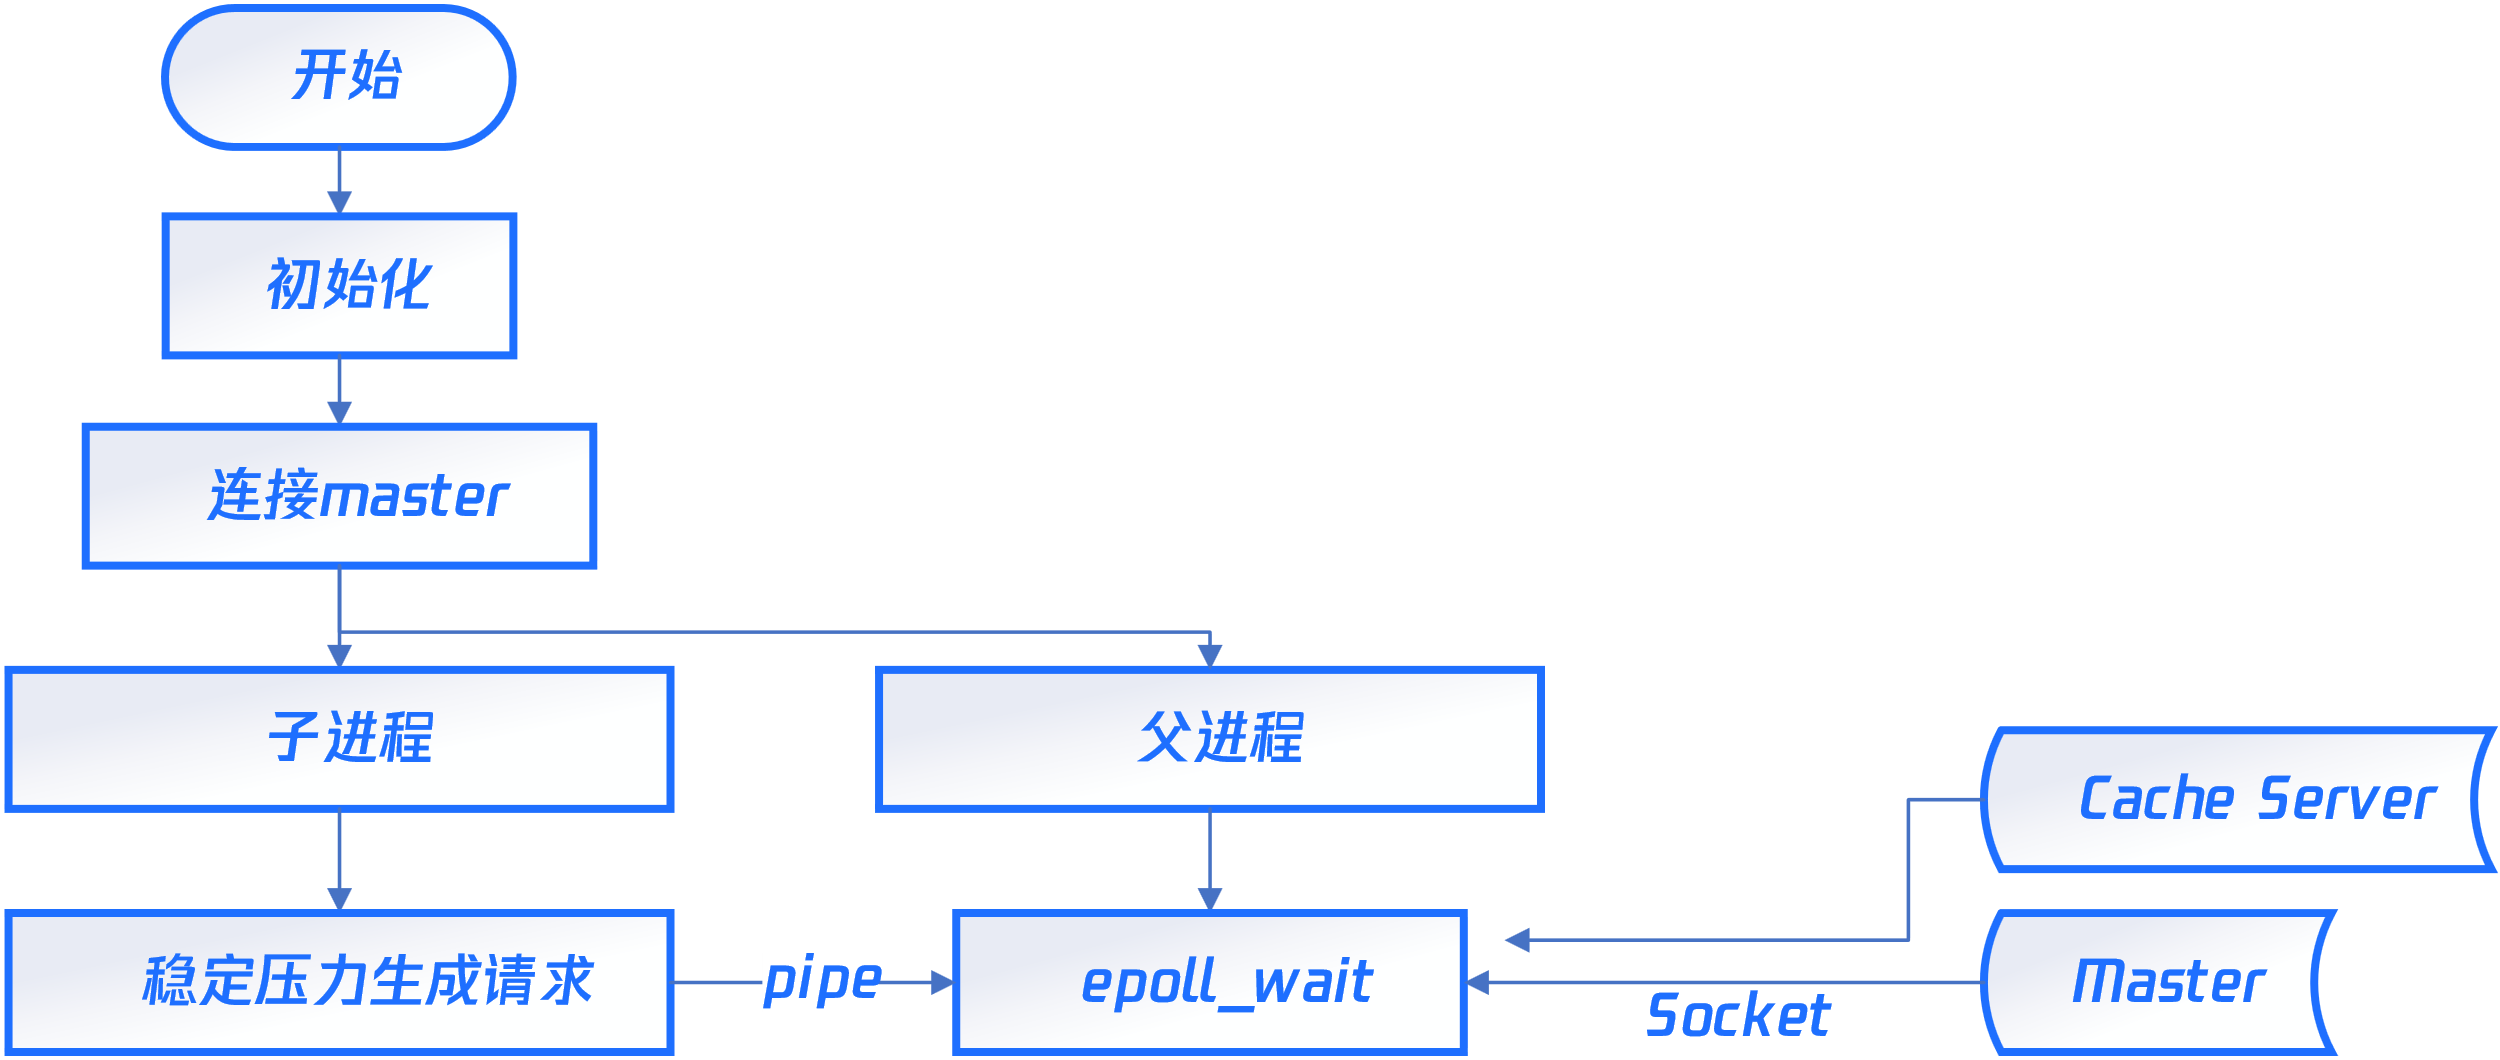 开始
初始化
连接master
子进程
父进程
Cache Server
稳定压力生成请求
pipe
epoll_wait
Socket
Master